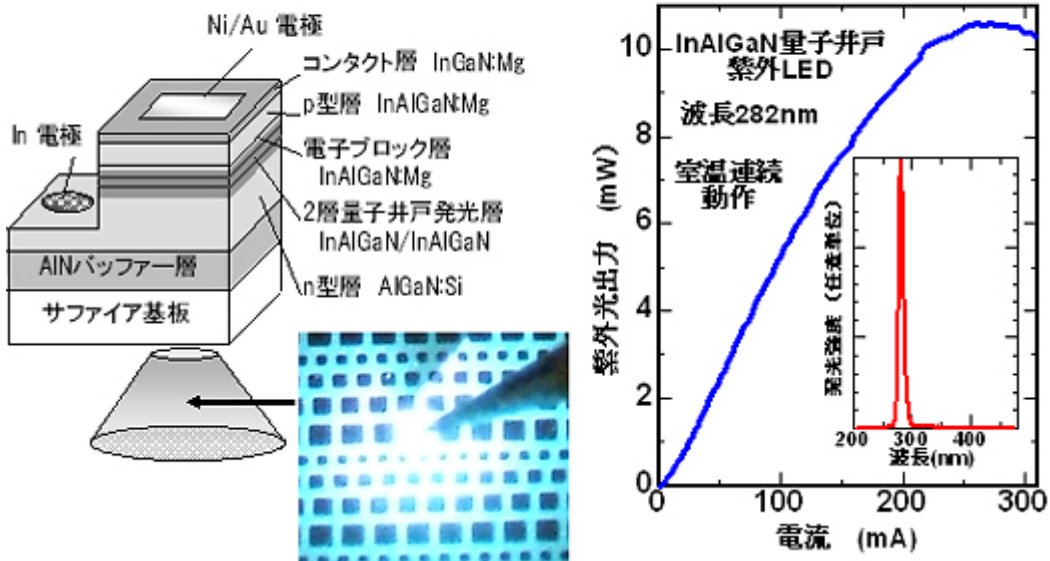 Ni/Au 電極
コンタクト層 InGaN:Mg
p型層 InAlGaN:Mg
In 電極
電子ブロック層
InAlGaN:Mg
2層量子井戸発光層
InAlGaN/InAlGaN
AlNバッファー層
n型層 AlGaN:Si
サファイア基板
InAlGaN量子井戸
紫外LED
波長282nm
室温連続
動作
紫外光出力 (mW)
10
8
6
4
2
0
0
100
200
300
電流 (mA)
発光強度(任意単位)
200
280
400
波長(nm)